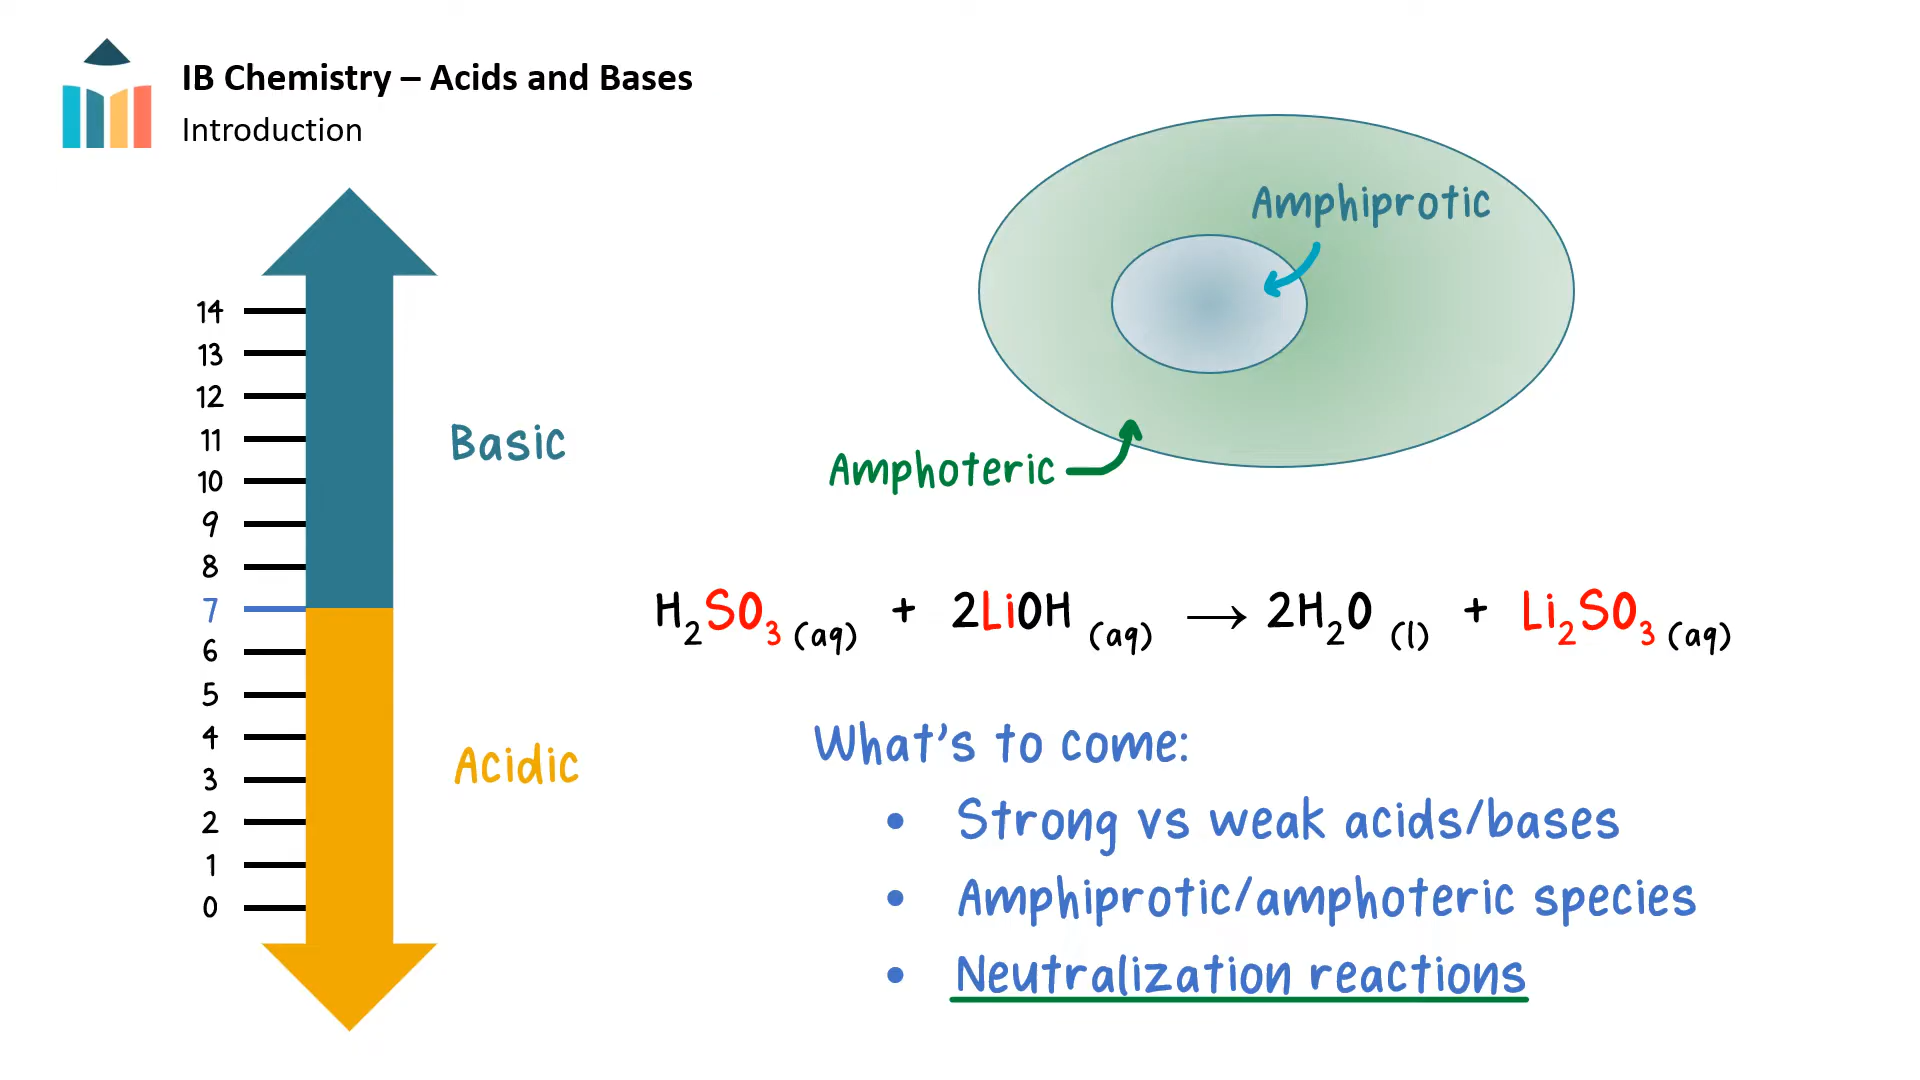 IB Chemistry – Acids and Bases
Introduction
14
13
12
11
10
9
8
7
6
5
4
3
2
1
0
Basic
Acidic
Amphiprotic
Amphoteric
H₂SO₃ (aq) + 2LiOH (aq) → 2H₂O (l) + Li₂SO₃ (aq)
What's to come:
• Strong vs weak acids/bases
• Amphiprotic/amphoteric species
• Neutralization reactions